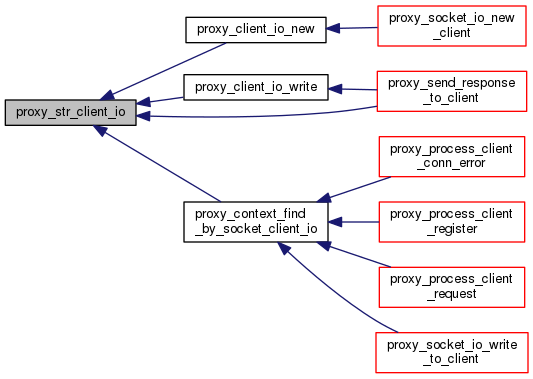 proxy_client_io_new
proxy_socket_io_new
_client
proxy_client_io_write
proxy_send_response
_to_client
proxy_str_client_io
proxy_process_client
_conn_error
proxy_context_find
_by_socket_client_io
proxy_process_client
_register
proxy_process_client
_request
proxy_socket_io_write
_to_client